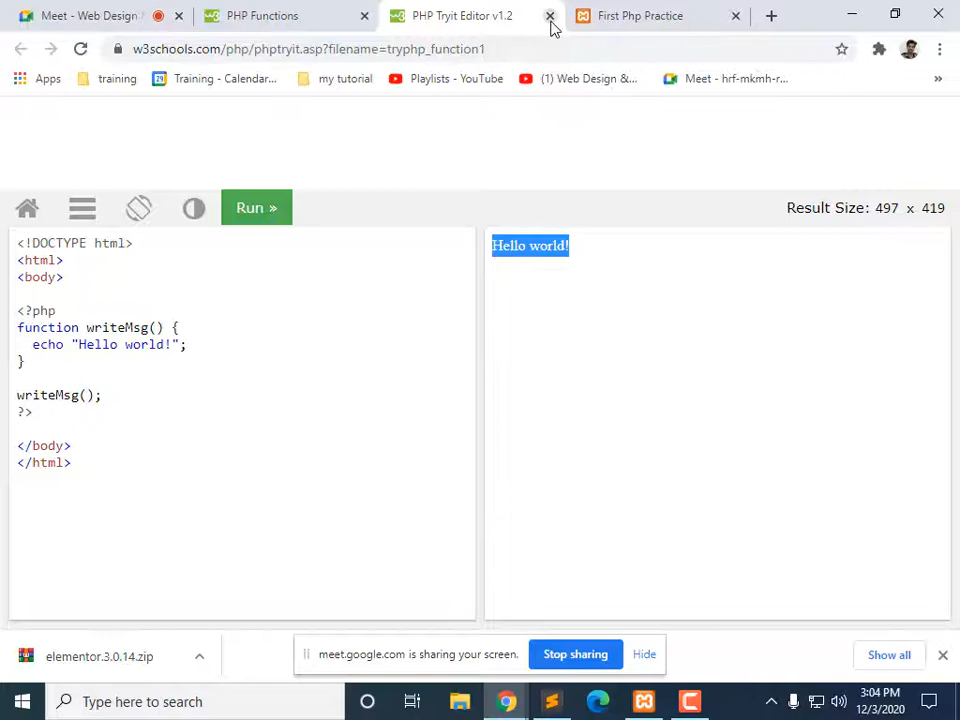 Meet - Web Design
PHP Functions
PHP Tryit Editor v1.2
First Php Practice
w3schools.com/php/phptryit.asp?filename=tryphp_function1
Apps
training
Training - Calendar...
my tutorial
Playlists - YouTube
(1) Web Design &...
Meet - hrf-mkmh-r...
»
Run »
Result Size: 497 x 419
<!DOCTYPE html>
<html>
<body>
<?php
function writeMsg() {
echo "Hello world!";
}
writeMsg();
?>
</body>
</html>
Hello world!
elementor.3.0.14.zip
meet.google.com is sharing your screen.
Stop sharing
Hide
Show all
Type here to search
3:04 PM
12/3/2020